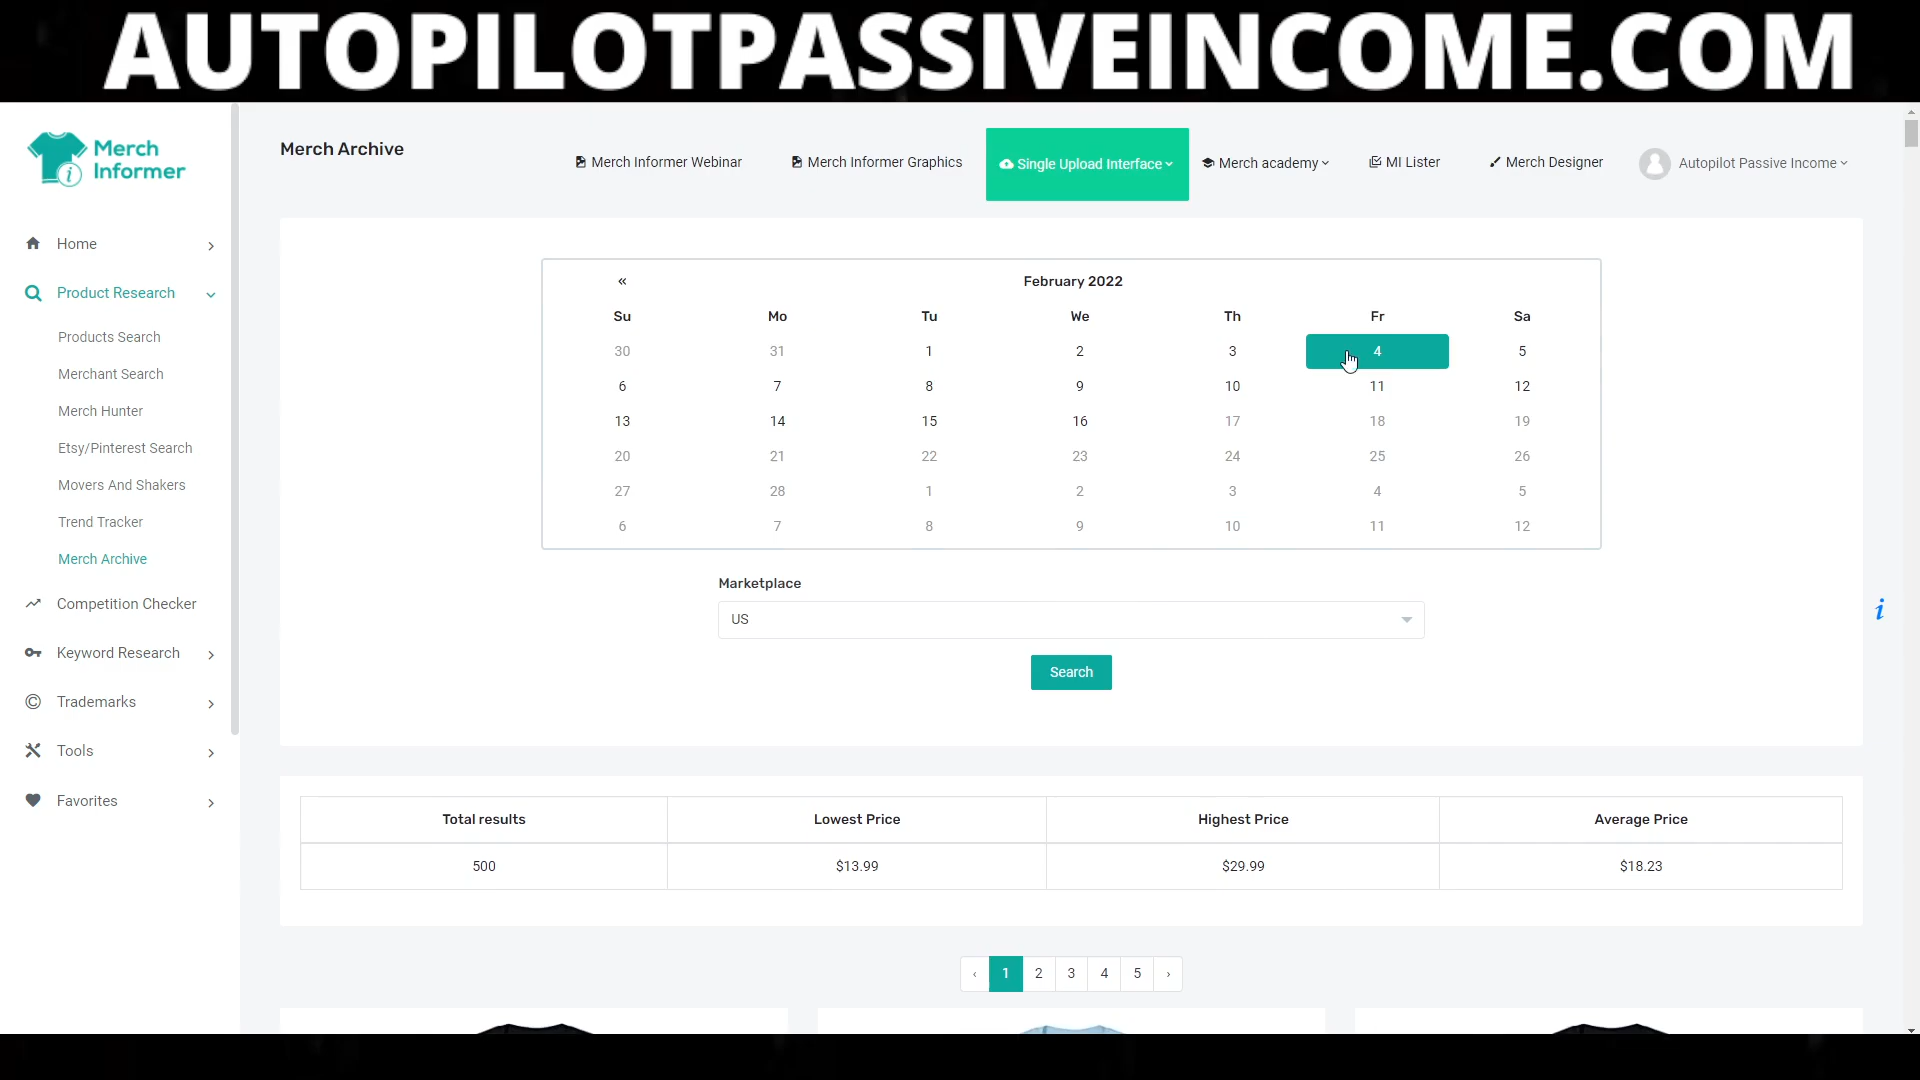 AUTOPILOTPASSIVEINCOME.COM
Merch Informer
Merch Archive
Merch Informer Webinar
Merch Informer Graphics
Single Upload Interface
Merch academy
MI Lister
Merch Designer
Autopilot Passive Income
Home
Product Research
Products Search
Merchant Search
Merch Hunter
Etsy/Pinterest Search
Movers And Shakers
Trend Tracker
Merch Archive
Competition Checker
Keyword Research
Trademarks
Tools
Favorites
« February 2022
Su Mo Tu We Th Fr Sa
30 31 1 2 3 4 5
6 7 8 9 10 11 12
13 14 15 16 17 18 19
20 21 22 23 24 25 26
27 28 1 2 3 4 5
6 7 8 9 10 11 12
Marketplace
US
Search
i
Total results Lowest Price Highest Price Average Price
500 $13.99 $29.99 $18.23
‹ 1 2 3 4 5 ›